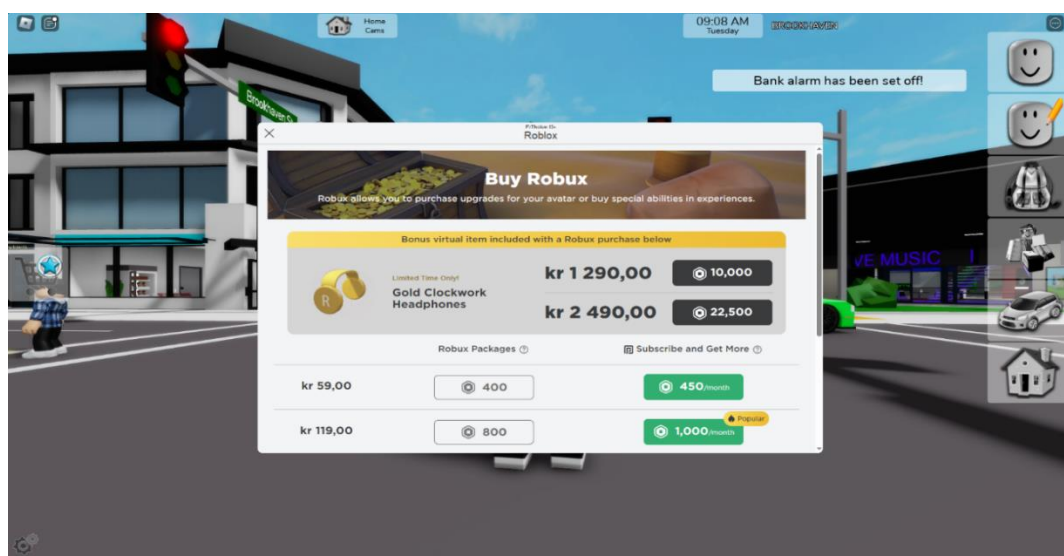 Home
Cams
09:08 AM
Tuesday
BROOKHAVEN
Bank alarm has been set off!
Brookhaven St
Roblox
Buy Robux
Robux allows you to purchase upgrades for your avatar or buy special abilities in experiences.
Bonus virtual item included with a Robux purchase below
Limited Time Only!
Gold Clockwork
Headphones
R
kr 1 290,00
10,000
kr 2 490,00
22,500
VE MUSIC
Robux Packages
Subscribe and Get More
kr 59,00
400
450/month
Popular
kr 119,00
800
1,000/month